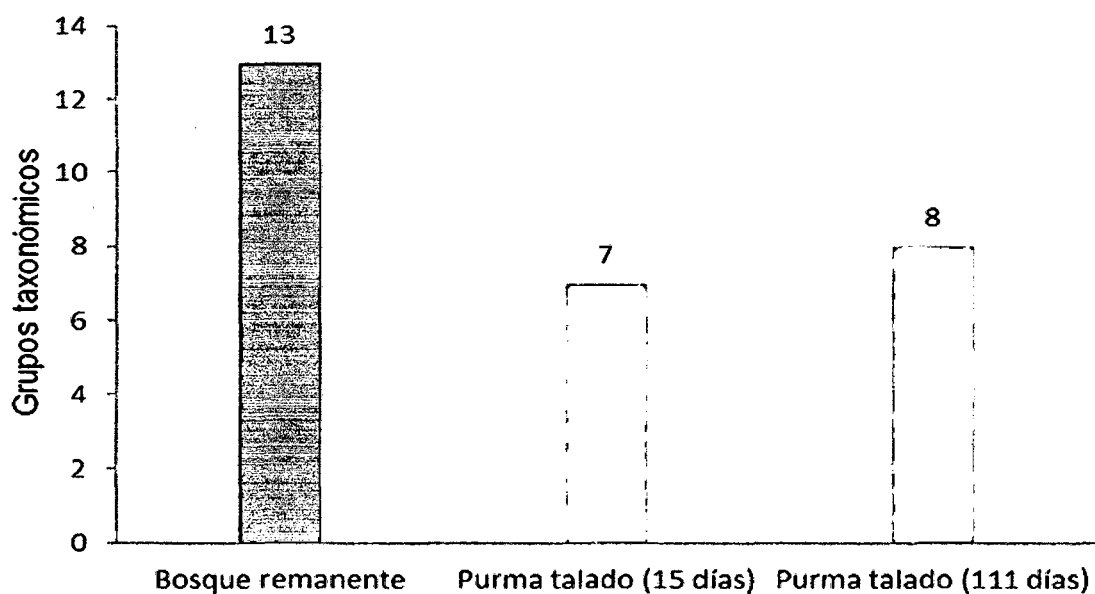 14
13
12
10
8
8
7
6
4
2
0
Grupos taxonómicos
Bosque remanente
Purma talado (15 días)
Purma talado (111 días)